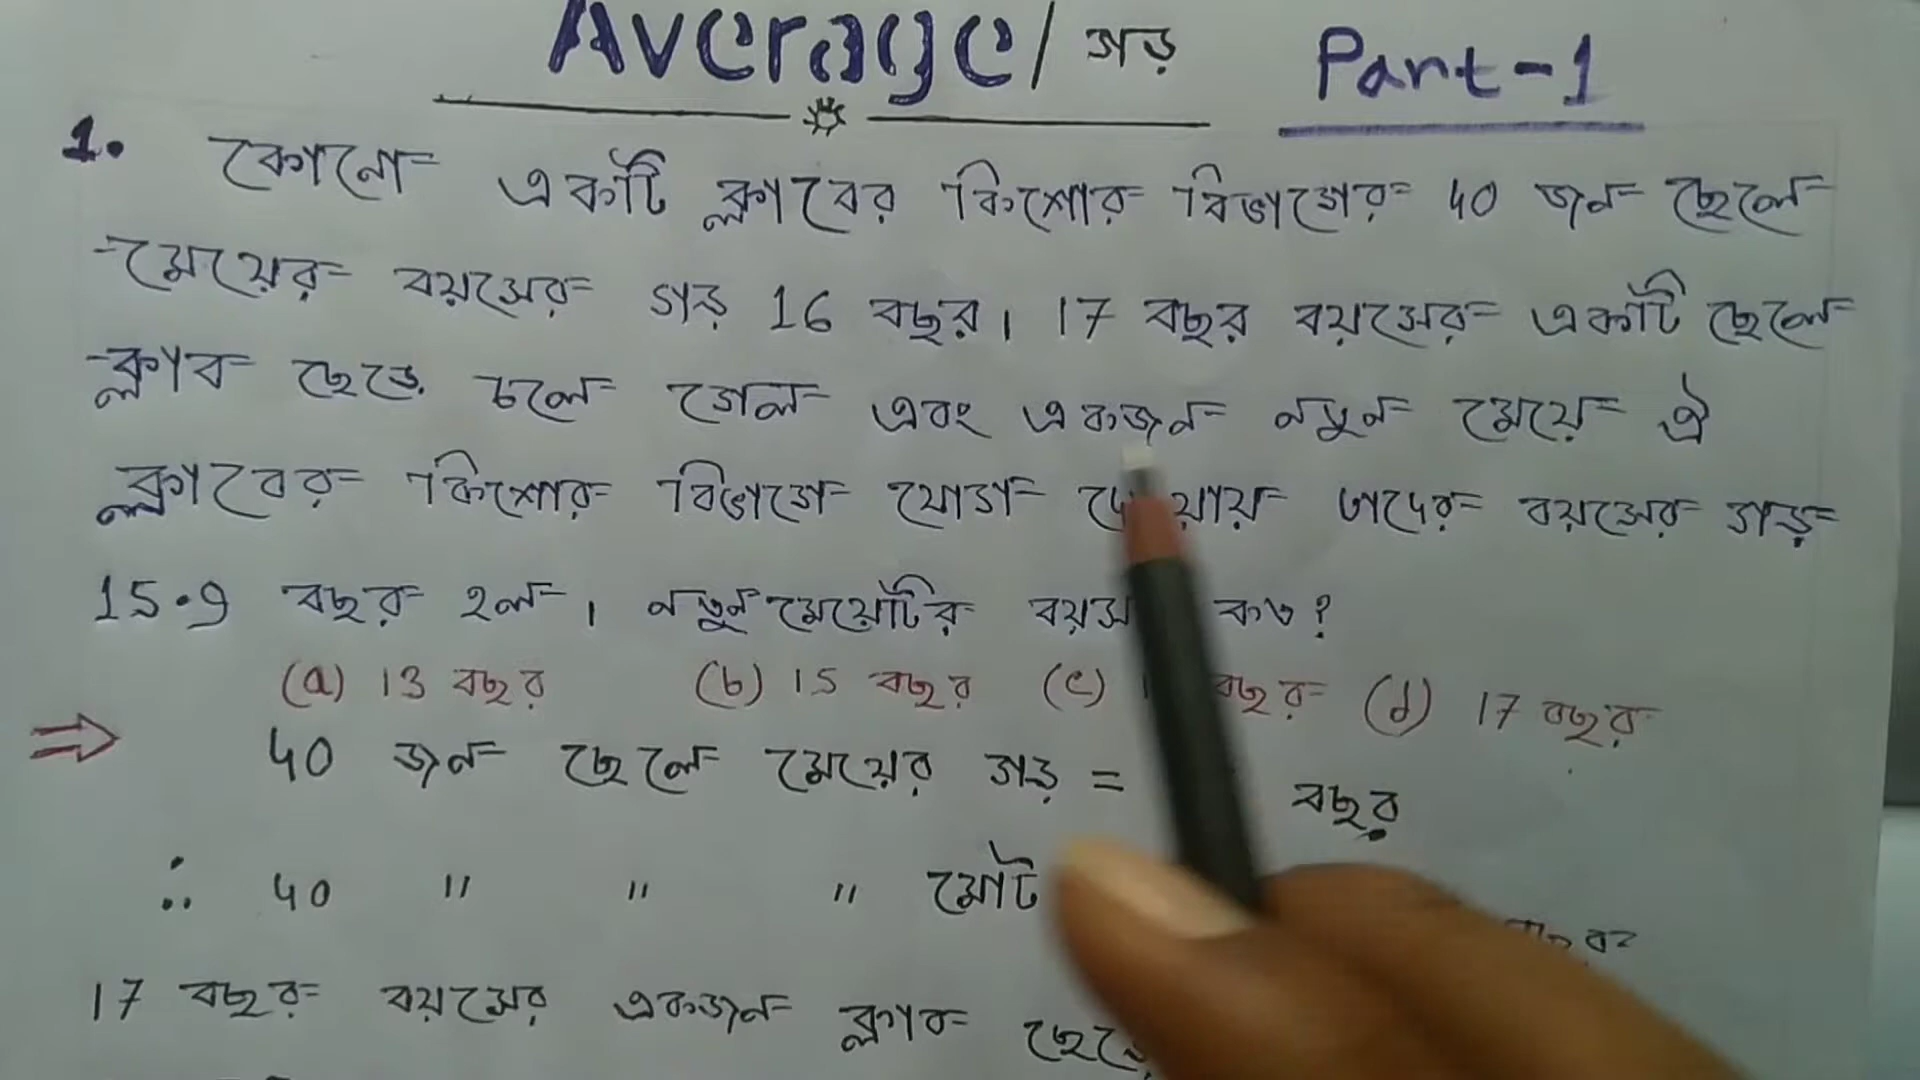 Average / গড় Part-1
1. কোনো একটি ক্লাবের কিশোর বিভাগের 40 জন ছেলে
মেয়ের বয়সের গড় 16 বছর। 17 বছর বয়সের একটি ছেলে
ক্লাব ছেড়ে চলে গেল এবং একজন নতুন মেয়ে ঐ
ক্লাবের কিশোর বিভাগে যোগ তাদের বয়সের গড়
15.9 বছর হল। নতুন মেয়েটির বয়স কত?
(a) 13 বছর (b) 15 বছর (c) বছর (d) 17 বছর
⇒ 40 জন ছেলে মেয়ের গড় = বছর
∴ 40 " " " মোট
17 বছর বয়সের একজন ক্লাব